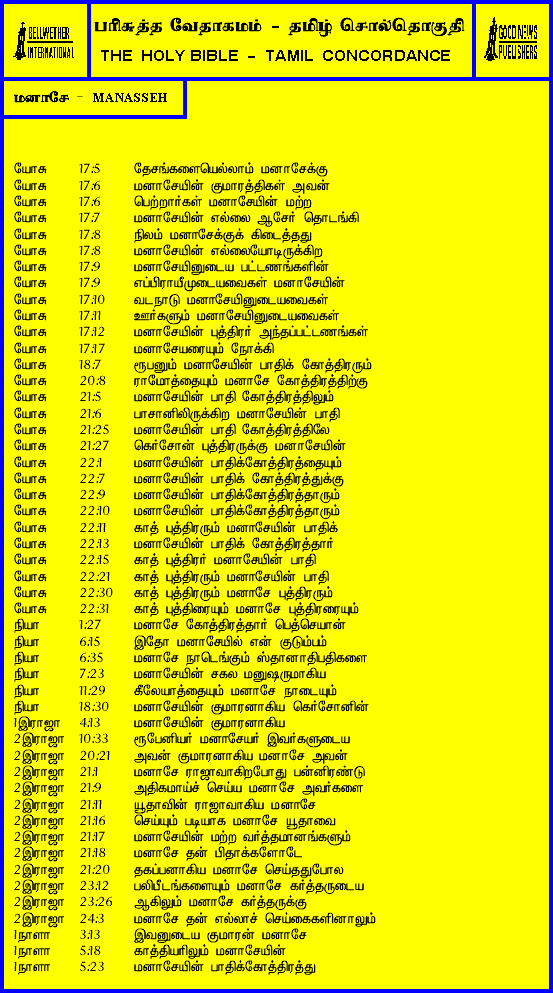 BELLWETHER
INTERNATIONAL
பரிசுத்த வேதாகமம் - தமிழ் சொல்தொகுதி
THE HOLY BIBLE - TAMIL CONCORDANCE
GOOD NEWS
PUBLISHERS
மனாசே - MANASSEH
யோசு 17:5 தேசங்களையெல்லாம் மனாசேக்கு
யோசு 17:6 மனாசேயின் குமாரத்திகள் அவன்
யோசு 17:6 பெற்றார்கள் மனாசேயின் மற்ற
யோசு 17:7 மனாசேயின் எல்லை ஆசேர் தொடங்கி
யோசு 17:8 நிலம் மனாசேக்குக் கிடைத்தது
யோசு 17:8 மனாசேயின் எல்லையோடிருக்கிற
யோசு 17:9 மனாசேயினுடைய பட்டணங்களின்
யோசு 17:9 எப்பிராயீமுடையவைகள் மனாசேயின்
யோசு 17:10 வடநாடு மனாசேயினுடையவைகள்
யோசு 17:11 ஊர்களும் மனாசேயினுடையவைகள்
யோசு 17:12 மனாசேயின் புத்திரர் அந்தப்பட்டணங்கள்
யோசு 17:17 மனாசேயரையும் நோக்கி
யோசு 18:7 ரூபனும் மனாசேயின் பாதிக் கோத்திரரும்
யோசு 20:8 ராமோத்தையும் மனாசே கோத்திரத்திற்கு
யோசு 21:5 மனாசேயின் பாதி கோத்திரத்திலும்
யோசு 21:6 பாசானிலிருக்கிற மனாசேயின் பாதி
யோசு 21:25 மனாசேயின் பாதி கோத்திரத்திலே
யோசு 21:27 கெர்சோன் புத்திரருக்கு மனாசேயின்
யோசு 22:1 மனாசேயின் பாதிக்கோத்திரத்தையும்
யோசு 22:7 மனாசேயின் பாதிக் கோத்திரத்துக்கு
யோசு 22:9 மனாசேயின் பாதிக்கோத்திரத்தாரும்
யோசு 22:10 மனாசேயின் பாதிக்கோத்திரத்தாரும்
யோசு 22:11 காத் புத்திரரும் மனாசேயின் பாதிக்
யோசு 22:13 மனாசேயின் பாதிக் கோத்திரத்தார்
யோசு 22:15 காத் புத்திரர் மனாசேயின் பாதி
யோசு 22:21 காத் புத்திரரும் மனாசேயின் பாதி
யோசு 22:30 காத் புத்திரரும் மனாசே புத்திரரும்
யோசு 22:31 காத் புத்திரையும் மனாசே புத்திரரையும்
நியா 1:27 மனாசே கோத்திரத்தார் பெத்செயான்
நியா 6:15 இதோ மனாசேயில் என் குடும்பம்
நியா 6:35 மனாசே நாடெங்கும் ஸ்தானாதிபதிகளை
நியா 7:23 மனாசேயின் சகல மனுஷருமாகிய
நியா 11:29 கீலேயாத்தையும் மனாசே நாடையும்
நியா 18:30 மனாசேயின் குமாரனாகிய கெர்சோனின்
1இராஜா 4:13 மனாசேயின் குமாரனாகிய
2இராஜா 10:33 ரூபேனியர் மனாசேயர் இவர்களுடைய
2இராஜா 20:21 அவன் குமாரனாகிய மனாசே அவன்
2இராஜா 21:1 மனாசே ராஜாவாகிறபோது பன்னிரண்டு
2இராஜா 21:9 அதிகமாய்ச் செய்ய மனாசே அவர்களை
2இராஜா 21:11 யூதாவின் ராஜாவாகிய மனாசே
2இராஜா 21:16 செய்யும் படியாக மனாசே யூதாவை
2இராஜா 21:17 மனாசேயின் மற்ற வர்த்தமானங்களும்
2இராஜா 21:18 மனாசே தன் பிதாக்களோடே
2இராஜா 21:20 தகப்பனாகிய மனாசே செய்ததுபோல
2இராஜா 23:12 பலிபீடங்களையும் மனாசே கர்த்தருடைய
2இராஜா 23:26 ஆகிலும் மனாசே கர்த்தருக்கு
2இராஜா 24:3 மனாசே தன் எல்லாச் செய்கைகளினாலும்
1நாளா 3:13 இவனுடைய குமாரன் மனாசே
1நாளா 5:18 காத்தியரிலும் மனாசேயின்
1நாளா 5:23 மனாசேயின் பாதிக்கோத்திரத்து